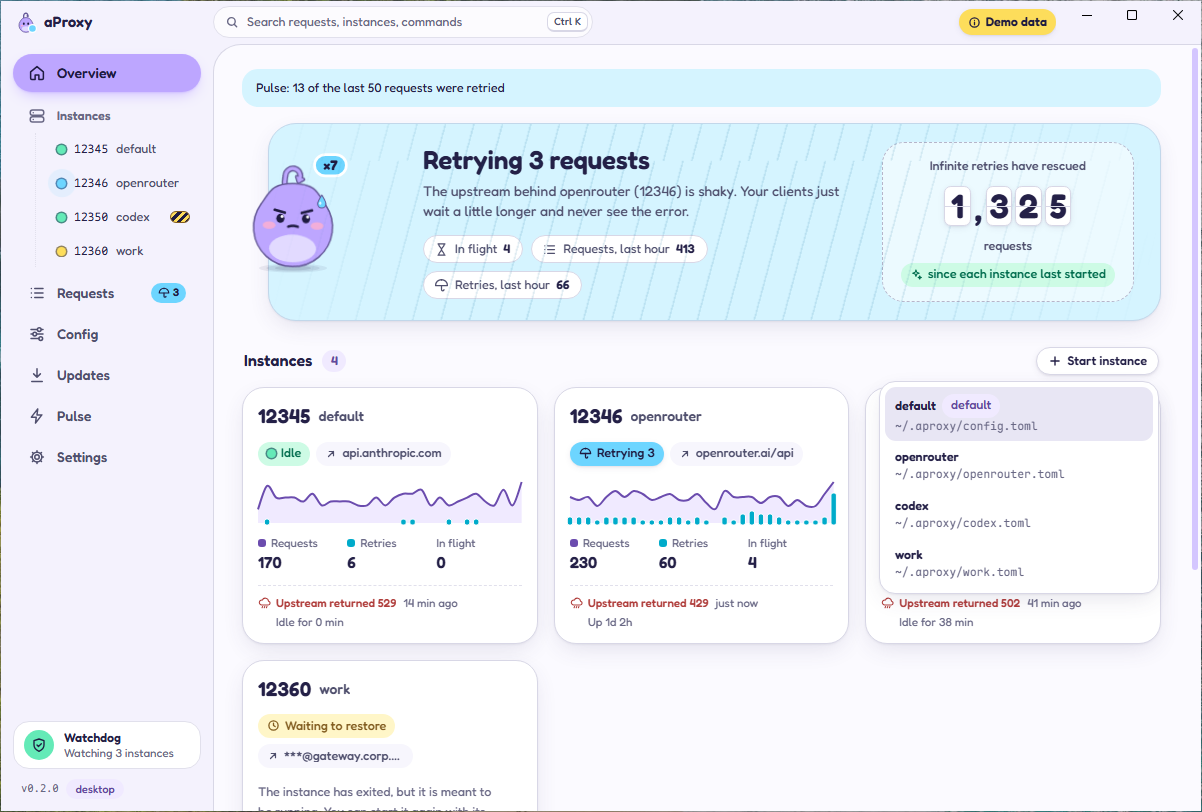 aProxy
Search requests, instances, commands
Ctrl K
Demo data
Overview
Instances
12345 default
12346 openrouter
12350 codex
12360 work
Requests
3
Config
Updates
Pulse
Settings
Watchdog
Watching 3 instances
v0.2.0 desktop
Pulse: 13 of the last 50 requests were retried
x7
Retrying 3 requests
The upstream behind openrouter (12346) is shaky. Your clients just
wait a little longer and never see the error.
In flight 4
Requests, last hour 413
Retries, last hour 66
Infinite retries have rescued
1,325
requests
since each instance last started
Instances 4
+ Start instance
12345 default
Idle
api.anthropic.com
Requests Retries In flight
170 6 0
Upstream returned 529 14 min ago
Idle for 0 min
12346 openrouter
Retrying 3
openrouter.ai/api
Requests Retries In flight
230 60 4
Upstream returned 429 just now
Up 1d 2h
default default
~/.aproxy/config.toml
openrouter
~/.aproxy/openrouter.toml
codex
~/.aproxy/codex.toml
work
~/.aproxy/work.toml
Upstream returned 502 41 min ago
Idle for 38 min
12360 work
Waiting to restore
***@gateway.corp....
The instance has exited, but it is meant to